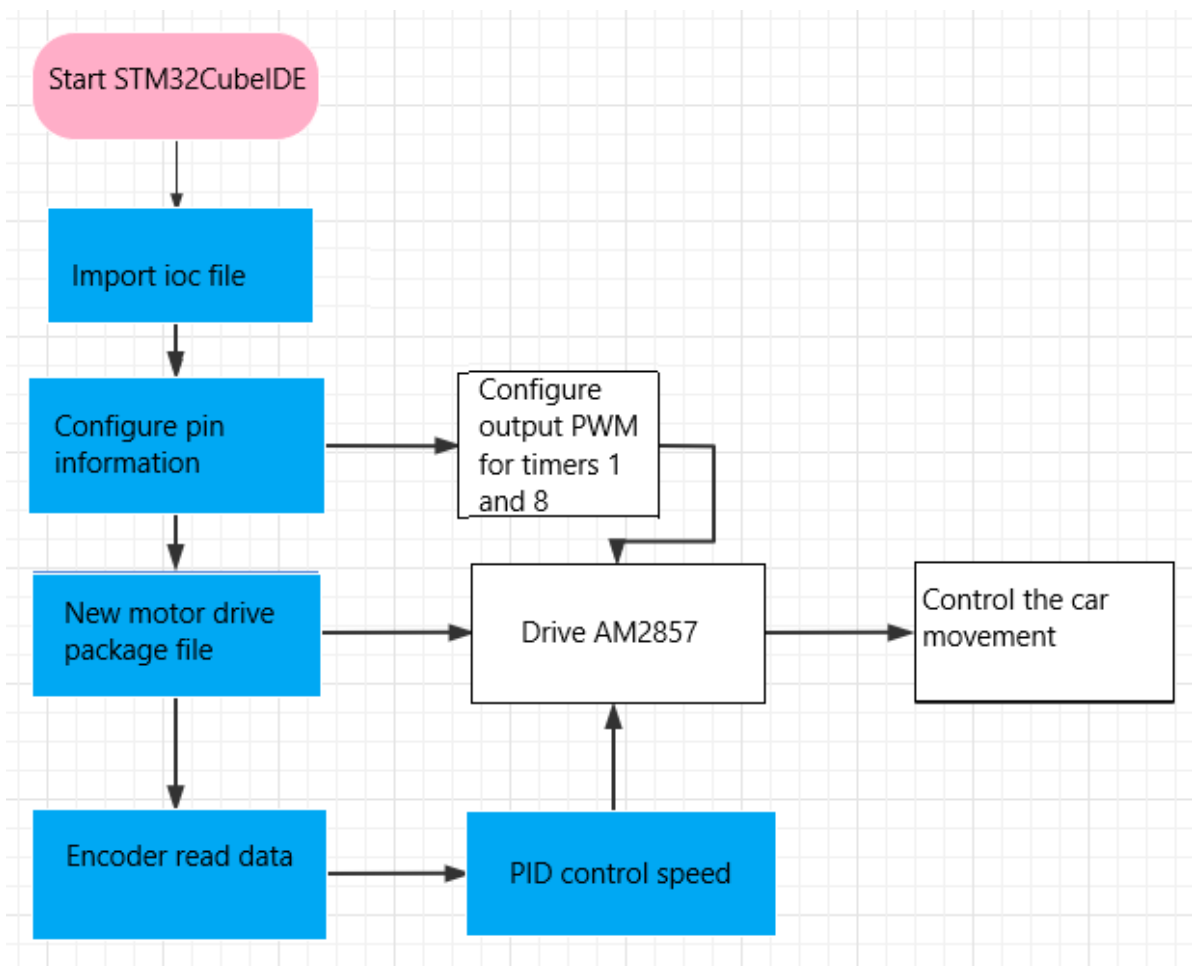 Start STM32CubeIDE
Import ioc file
Configure pin
information
Configure
output PWM
for timers 1
and 8
New motor drive
package file
Drive AM2857
Control the car
movement
Encoder read data
PID control speed